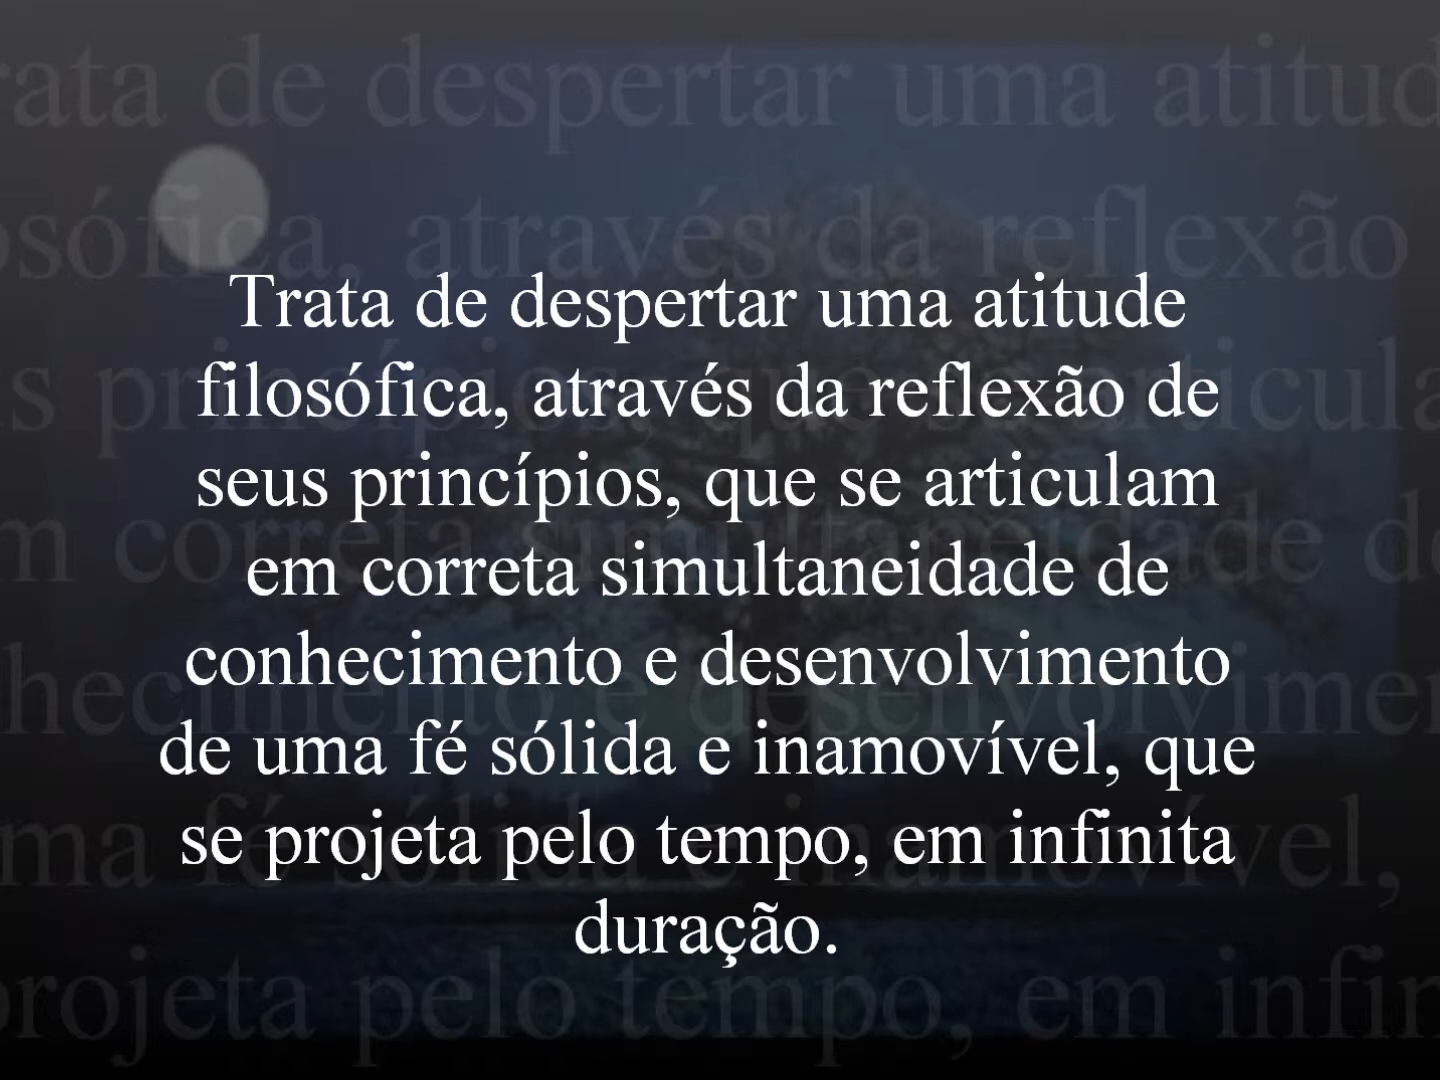 Trata de despertar uma atitude
filosófica, através da reflexão de
seus princípios, que se articulam
em correta simultaneidade de
conhecimento e desenvolvimento
de uma fé sólida e inamovível, que
se projeta pelo tempo, em infinita
duração.